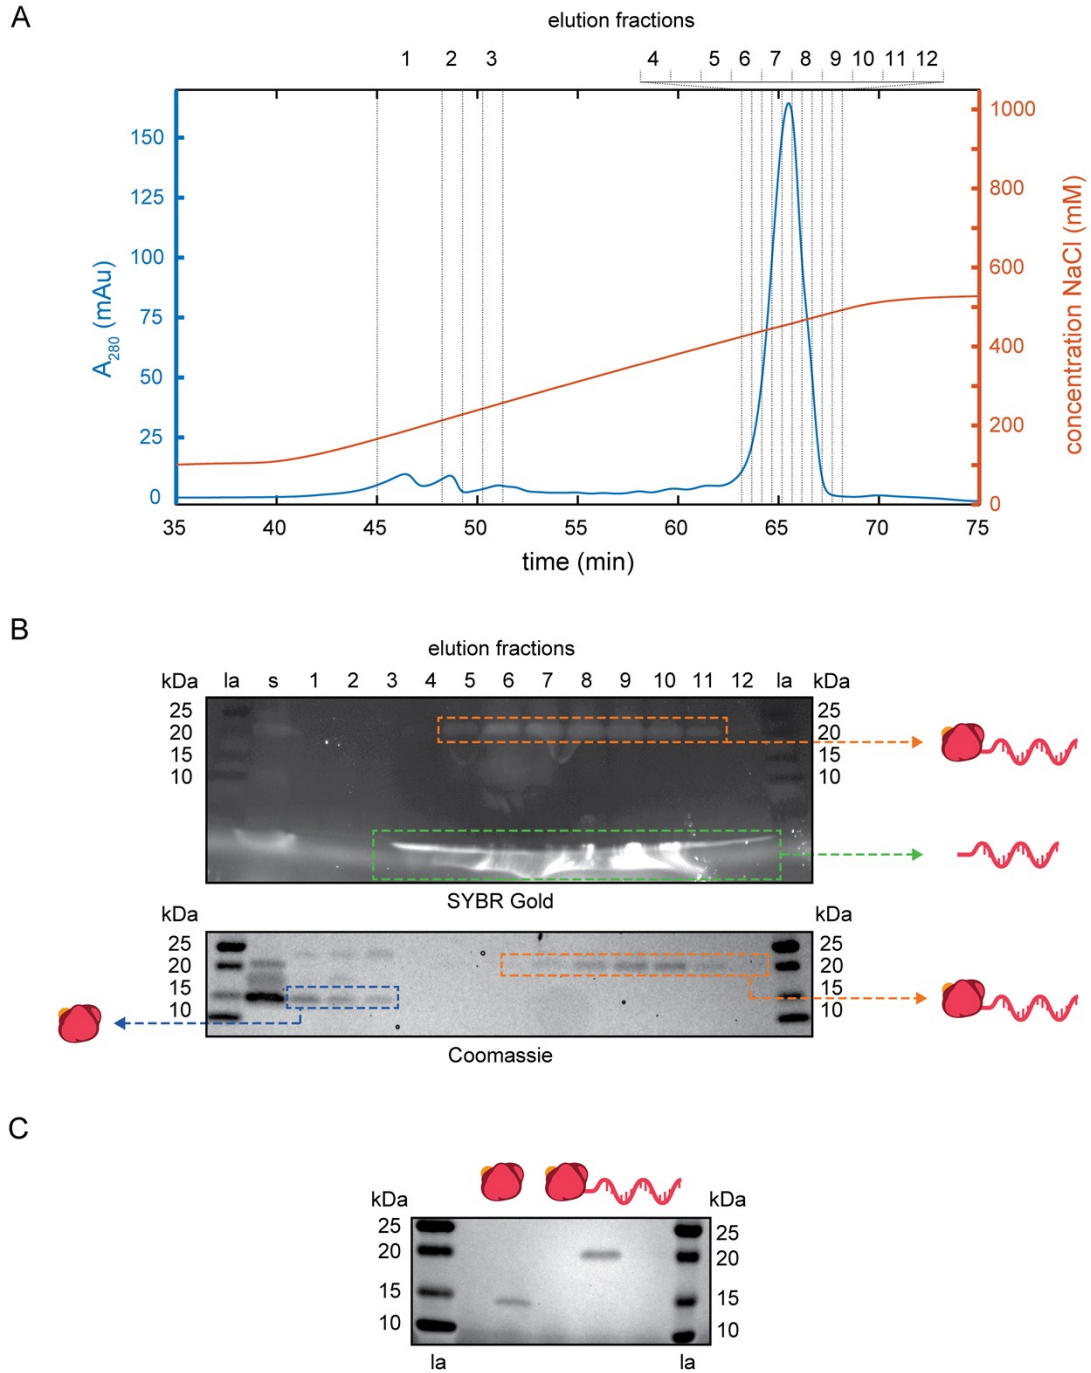 A
elution fractions
1 2 3 4 5 6 7 8 9 10 11 12
A280 (mAu)
150
125
100
75
50
25
0
concentration NaCl (mM)
1000
800
600
400
200
0
35 40 45 50 55 60 65 70 75
time (min)
B
elution fractions
kDa la s 1 2 3 4 5 6 7 8 9 10 11 12 la kDa
25 25
20 20
15 15
10 10
SYBR Gold
kDa kDa
25 25
20 20
15 15
10 10
Coomassie
C
kDa kDa
25 25
20 20
15 15
10 10
la la